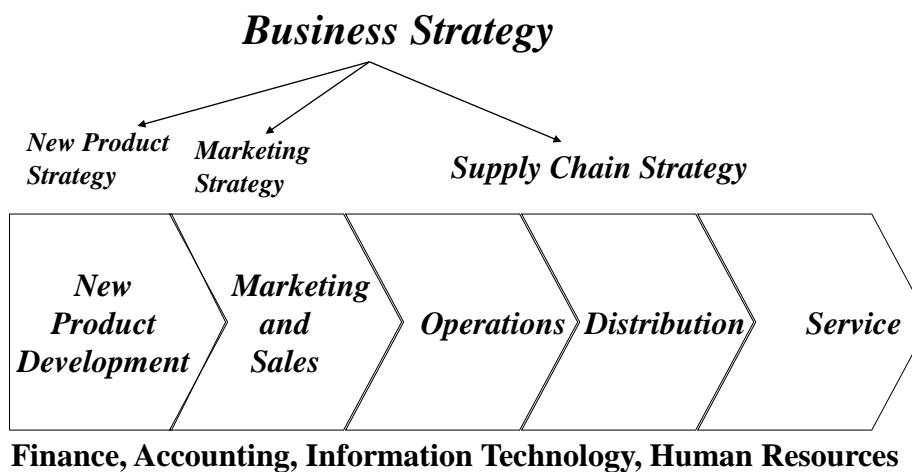 Business Strategy
New Product
Strategy
Marketing
Strategy
Supply Chain Strategy
New
Product
Development
Marketing
and
Sales
Operations
Distribution
Service
Finance, Accounting, Information Technology, Human Resources